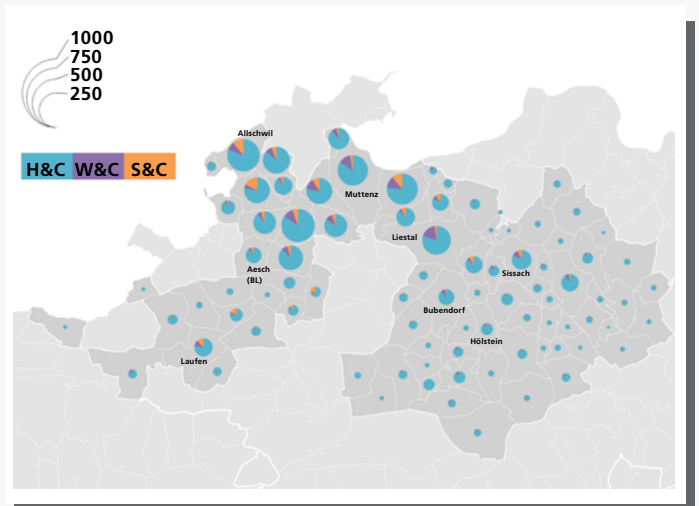 1000
750
500
250
Allschwil
H&C W&C S&C
Muttenz
Liestal
Aesch
(BL)
Sissach
Bubendorf
Hölstein
Laufen